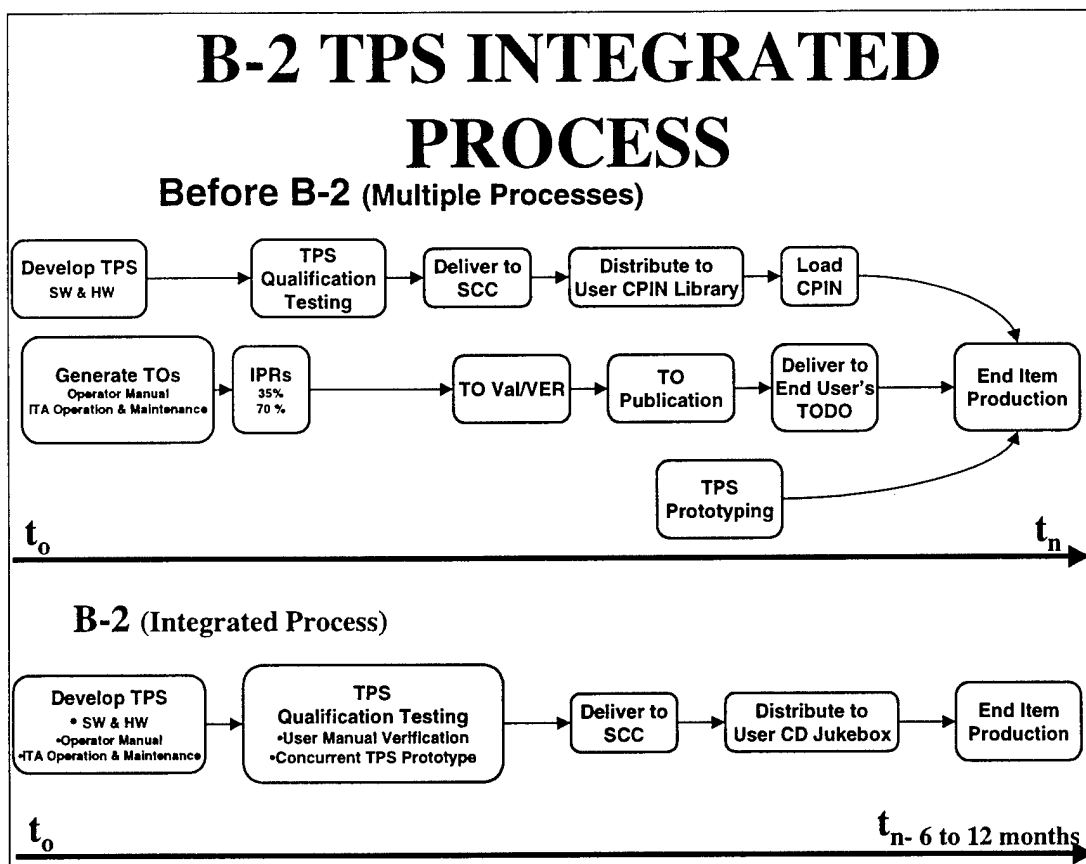 B-2 TPS INTEGRATED
PROCESS
Before B-2 (Multiple Processes)
Develop TPS
SW & HW
TPS
Qualification
Testing
Deliver to
SCC
Distribute to
User CPIN Library
Load
CPIN
Generate TOs
Operator Manual
ITA Operation & Maintenance
IPRs
35%
70 %
TO Val/VER
TO
Publication
Deliver to
End User's
TODO
End Item
Production
TPS
Prototyping
to
tn
B-2 (Integrated Process)
Develop TPS
• SW & HW
•Operator Manual
•ITA Operation & Maintenance
TPS
Qualification Testing
•User Manual Verification
•Concurrent TPS Prototype
Deliver to
SCC
Distribute to
User CD Jukebox
End Item
Production
to
tn- 6 to 12 months